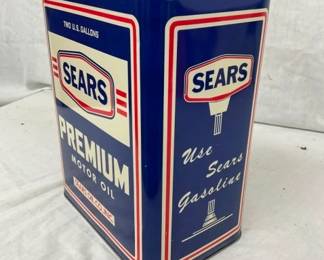 TWO U.S. GALLONS
SEARS
PREMIUM
MOTOR OIL
SEARS
Use
Sears
Gasoline